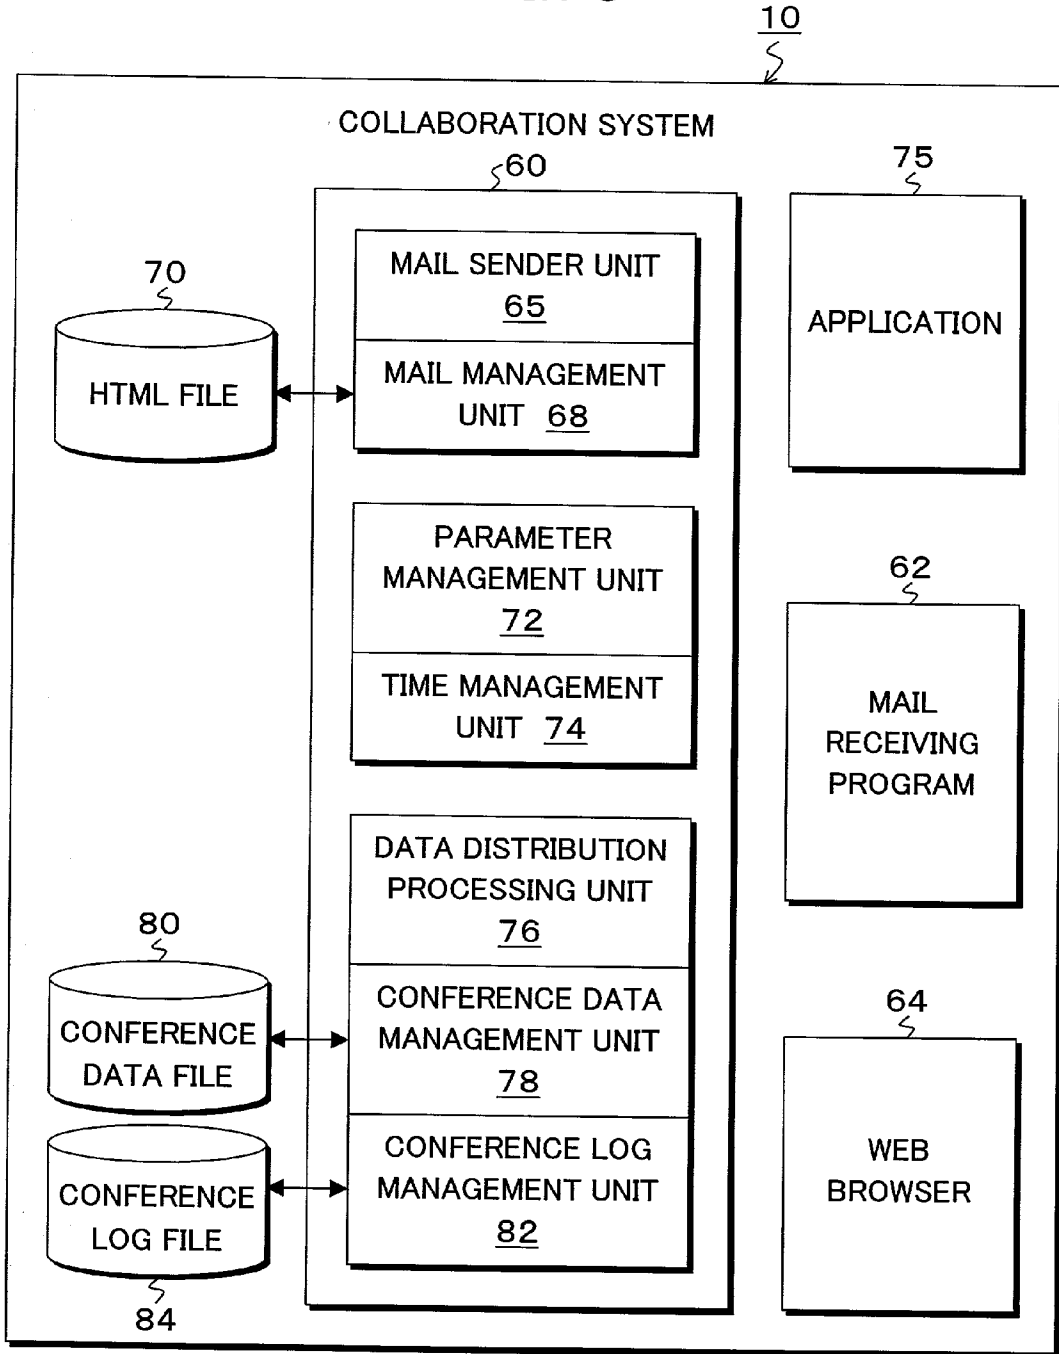 10
COLLABORATION SYSTEM
60
75
MAIL SENDER UNIT
65
70
APPLICATION
HTML FILE
MAIL MANAGEMENT
UNIT 68
PARAMETER
MANAGEMENT UNIT
72
62
TIME MANAGEMENT
UNIT 74
MAIL
RECEIVING
PROGRAM
DATA DISTRIBUTION
PROCESSING UNIT
76
80
CONFERENCE
DATA FILE
CONFERENCE DATA
MANAGEMENT UNIT
78
64
CONFERENCE LOG
MANAGEMENT UNIT
82
WEB
BROWSER
CONFERENCE
LOG FILE
84